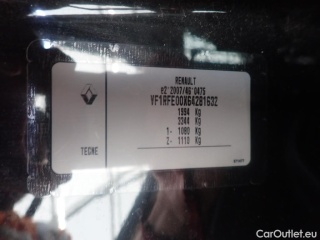 RENAULT
e2*2007/46*0475
VF1RFE00X64281632
1994 Kg
3344 Kg
1- 1080 Kg
2- 1110 Kg
TECNE
CarOutlet.eu